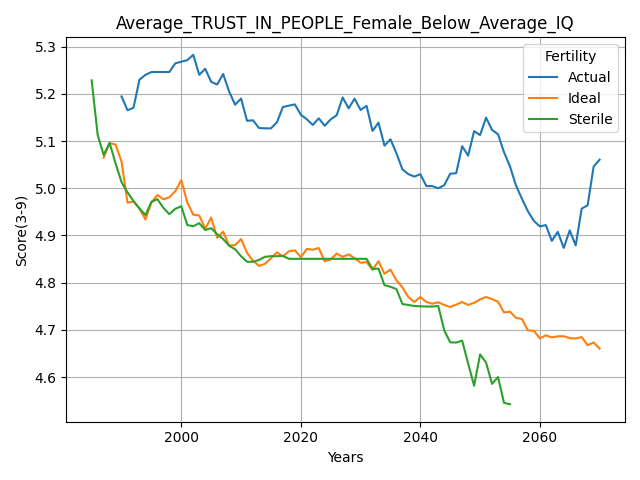 Average_TRUST_IN_PEOPLE_Female_Below_Average_IQ
Fertility
Actual
Ideal
Sterile
Score(3-9)
5.3
5.2
5.1
5.0
4.9
4.8
4.7
4.6
2000
2020
2040
2060
Years